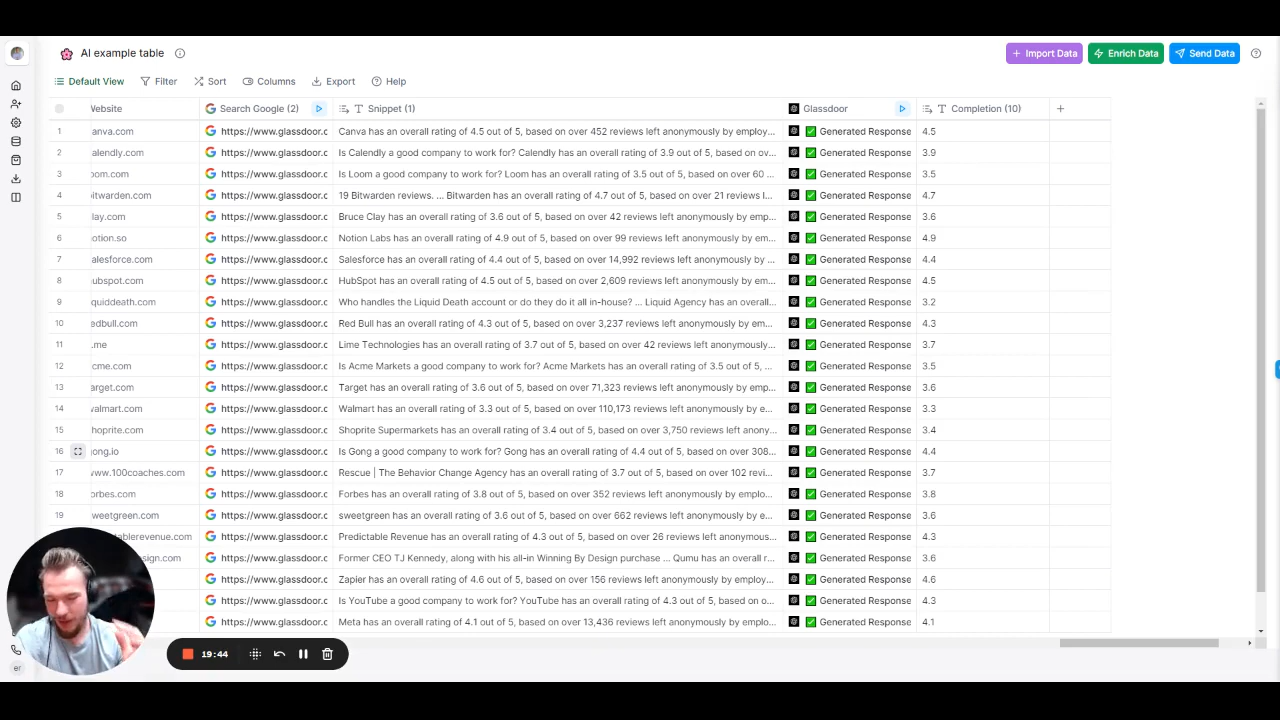 AI example table
Import Data
Enrich Data
Send Data
Default View
Filter
Sort
Columns
Export
Help
Website Search Google (2) Snippet (1) Glassdoor Completion (10)
1 anva.com https://www.glassdoor.c Canva has an overall rating of 4.5 out of 5, based on over 452 reviews left anonymously by employ... Generated Response 4.5
2 alendly.com https://www.glassdoor.c Is Calendly a good company to work for? Calendly has an overall rating of 3.9 out of 5, based on ov... Generated Response 3.9
3 oom.com https://www.glassdoor.c Is Loom a good company to work for? Loom has an overall rating of 3.5 out of 5, based on over 60 ... Generated Response 3.5
4 bitwarden.com https://www.glassdoor.c 19 Bitwarden reviews. ... Bitwarden has an overall rating of 4.7 out of 5, based on over 21 reviews l... Generated Response 4.7
5 lay.com https://www.glassdoor.c Bruce Clay has an overall rating of 3.6 out of 5, based on over 42 reviews left anonymously by emp... Generated Response 3.6
6 otion.so https://www.glassdoor.c Notion Labs has an overall rating of 4.9 out of 5, based on over 99 reviews left anonymously by em... Generated Response 4.9
7 alesforce.com https://www.glassdoor.c Salesforce has an overall rating of 4.4 out of 5, based on over 14,992 reviews left anonymously by ... Generated Response 4.4
8 ubspot.com https://www.glassdoor.c HubSpot has an overall rating of 4.5 out of 5, based on over 2,609 reviews left anonymously by em... Generated Response 4.5
9 quiddeath.com https://www.glassdoor.c Who handles the Liquid Death account or do they do it all in-house? ... Liquid Agency has an overall... Generated Response 3.2
10 edbull.com https://www.glassdoor.c Red Bull has an overall rating of 4.3 out of 5, based on over 3,237 reviews left anonymously by em... Generated Response 4.3
11 .me https://www.glassdoor.c Lime Technologies has an overall rating of 3.7 out of 5, based on over 42 reviews left anonymously... Generated Response 3.7
12 cme.com https://www.glassdoor.c Is Acme Markets a good company to work for? Acme Markets has an overall rating of 3.5 out of 5, ... Generated Response 3.5
13 arget.com https://www.glassdoor.c Target has an overall rating of 3.6 out of 5, based on over 71,323 reviews left anonymously by emp... Generated Response 3.6
14 valmart.com https://www.glassdoor.c Walmart has an overall rating of 3.3 out of 5, based on over 110,173 reviews left anonymously by e... Generated Response 3.3
15 hoprite.com https://www.glassdoor.c Shoprite Supermarkets has an overall rating of 3.4 out of 5, based on over 3,750 reviews left anony... Generated Response 3.4
16 gong.io https://www.glassdoor.c Is Gong a good company to work for? Gong has an overall rating of 4.4 out of 5, based on over 308... Generated Response 4.4
17 www.100coaches.com https://www.glassdoor.c Rescue | The Behavior Change Agency has an overall rating of 3.7 out of 5, based on over 102 revi... Generated Response 3.7
18 orbes.com https://www.glassdoor.c Forbes has an overall rating of 3.8 out of 5, based on over 352 reviews left anonymously by emplo... Generated Response 3.8
19 sweetgreen.com https://www.glassdoor.c sweetgreen has an overall rating of 3.6 out of 5, based on over 662 reviews left anonymously by e... Generated Response 3.6
tablerevenue.com https://www.glassdoor.c Predictable Revenue has an overall rating of 4.3 out of 5, based on over 26 reviews left anonymous... Generated Response 4.3
design.com https://www.glassdoor.c Former CEO TJ Kennedy, along with his all-in Winning By Design purchase ... Qumu has an overall r... Generated Response 3.6
https://www.glassdoor.c Zapier has an overall rating of 4.6 out of 5, based on over 156 reviews left anonymously by employ... Generated Response 4.6
https://www.glassdoor.c Is YouTube a good company to work for? YouTube has an overall rating of 4.3 out of 5, based on o... Generated Response 4.3
https://www.glassdoor.c Meta has an overall rating of 4.1 out of 5, based on over 13,436 reviews left anonymously by emplo... Generated Response 4.1
19:44
er